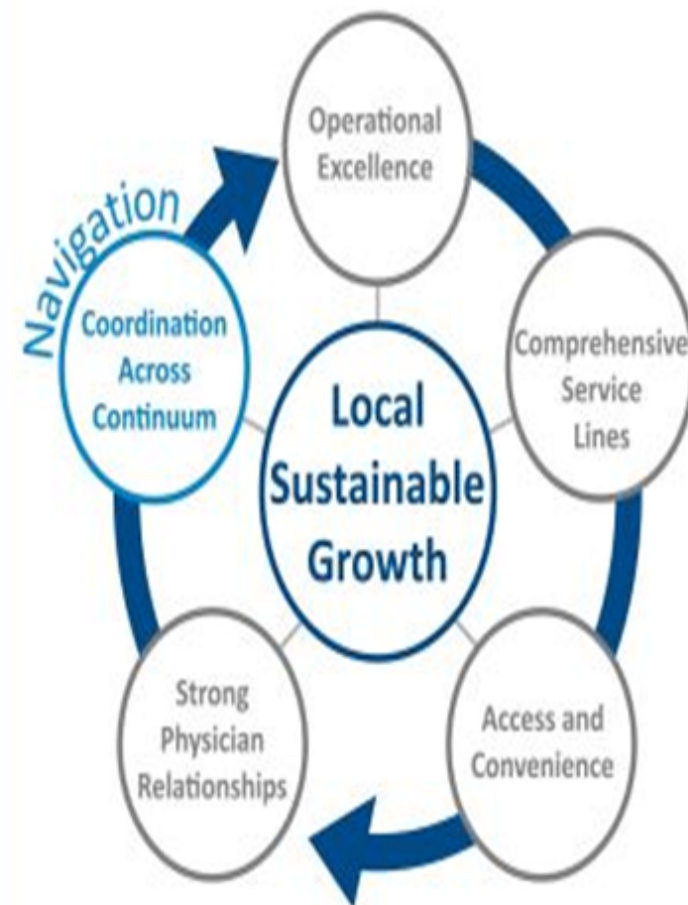 Operational
Excellence
Comprehensive
Service
Lines
Access and
Convenience
Strong
Physician
Relationships
Navigation
Coordination
Across
Continuum
Local
Sustainable
Growth